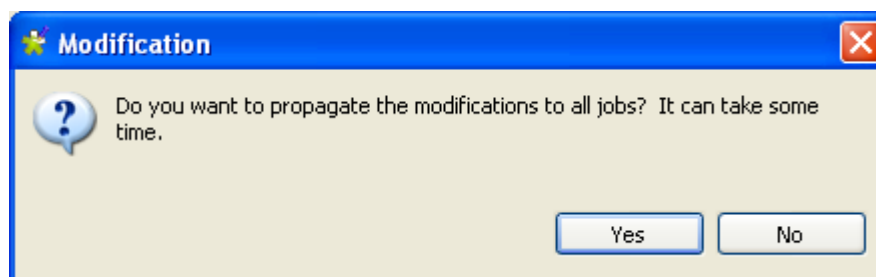 Modification
Do you want to propagate the modifications to all jobs? It can take some
time.
Yes
No